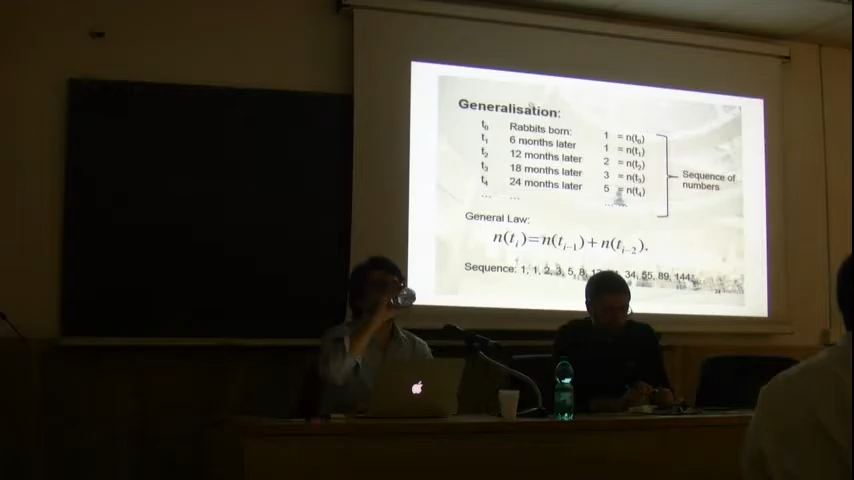 Generalisation:
t0 Rabbits born: 1 = n(t0)
t1 6 months later 1 = n(t1)
t2 12 months later 2 = n(t2)
t3 18 months later 3 = n(t3)
t4 24 months later 5 = n(t4)
... ... ... ...
Sequence of
numbers
General Law:
n(ti)=n(ti−1)+n(ti−2).
Sequence: 1, 1, 2, 3, 5, 8, 34, 55, 89, 144